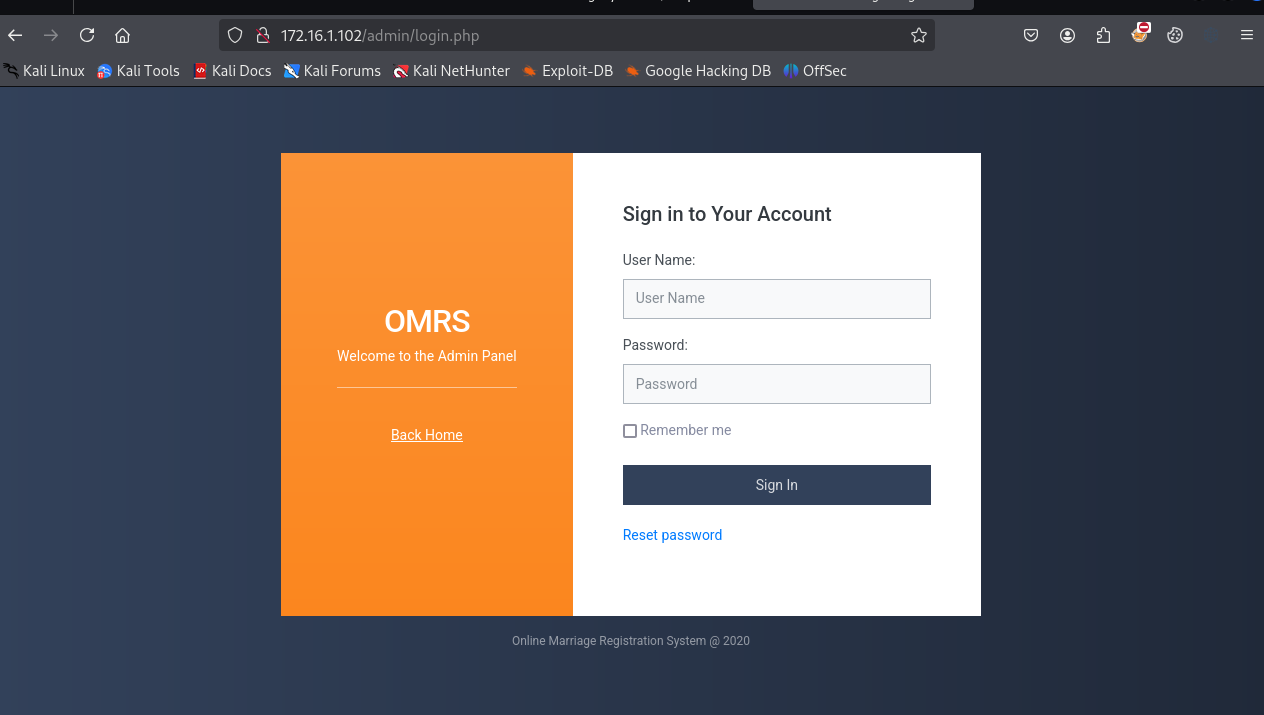 172.16.1.102/admin/login.php
Kali Linux Kali Tools Kali Docs Kali Forums Kali NetHunter Exploit-DB Google Hacking DB OffSec
OMRS
Welcome to the Admin Panel
Back Home
Sign in to Your Account
User Name:
User Name
Password:
Password
Remember me
Sign In
Reset password
Online Marriage Registration System @ 2020